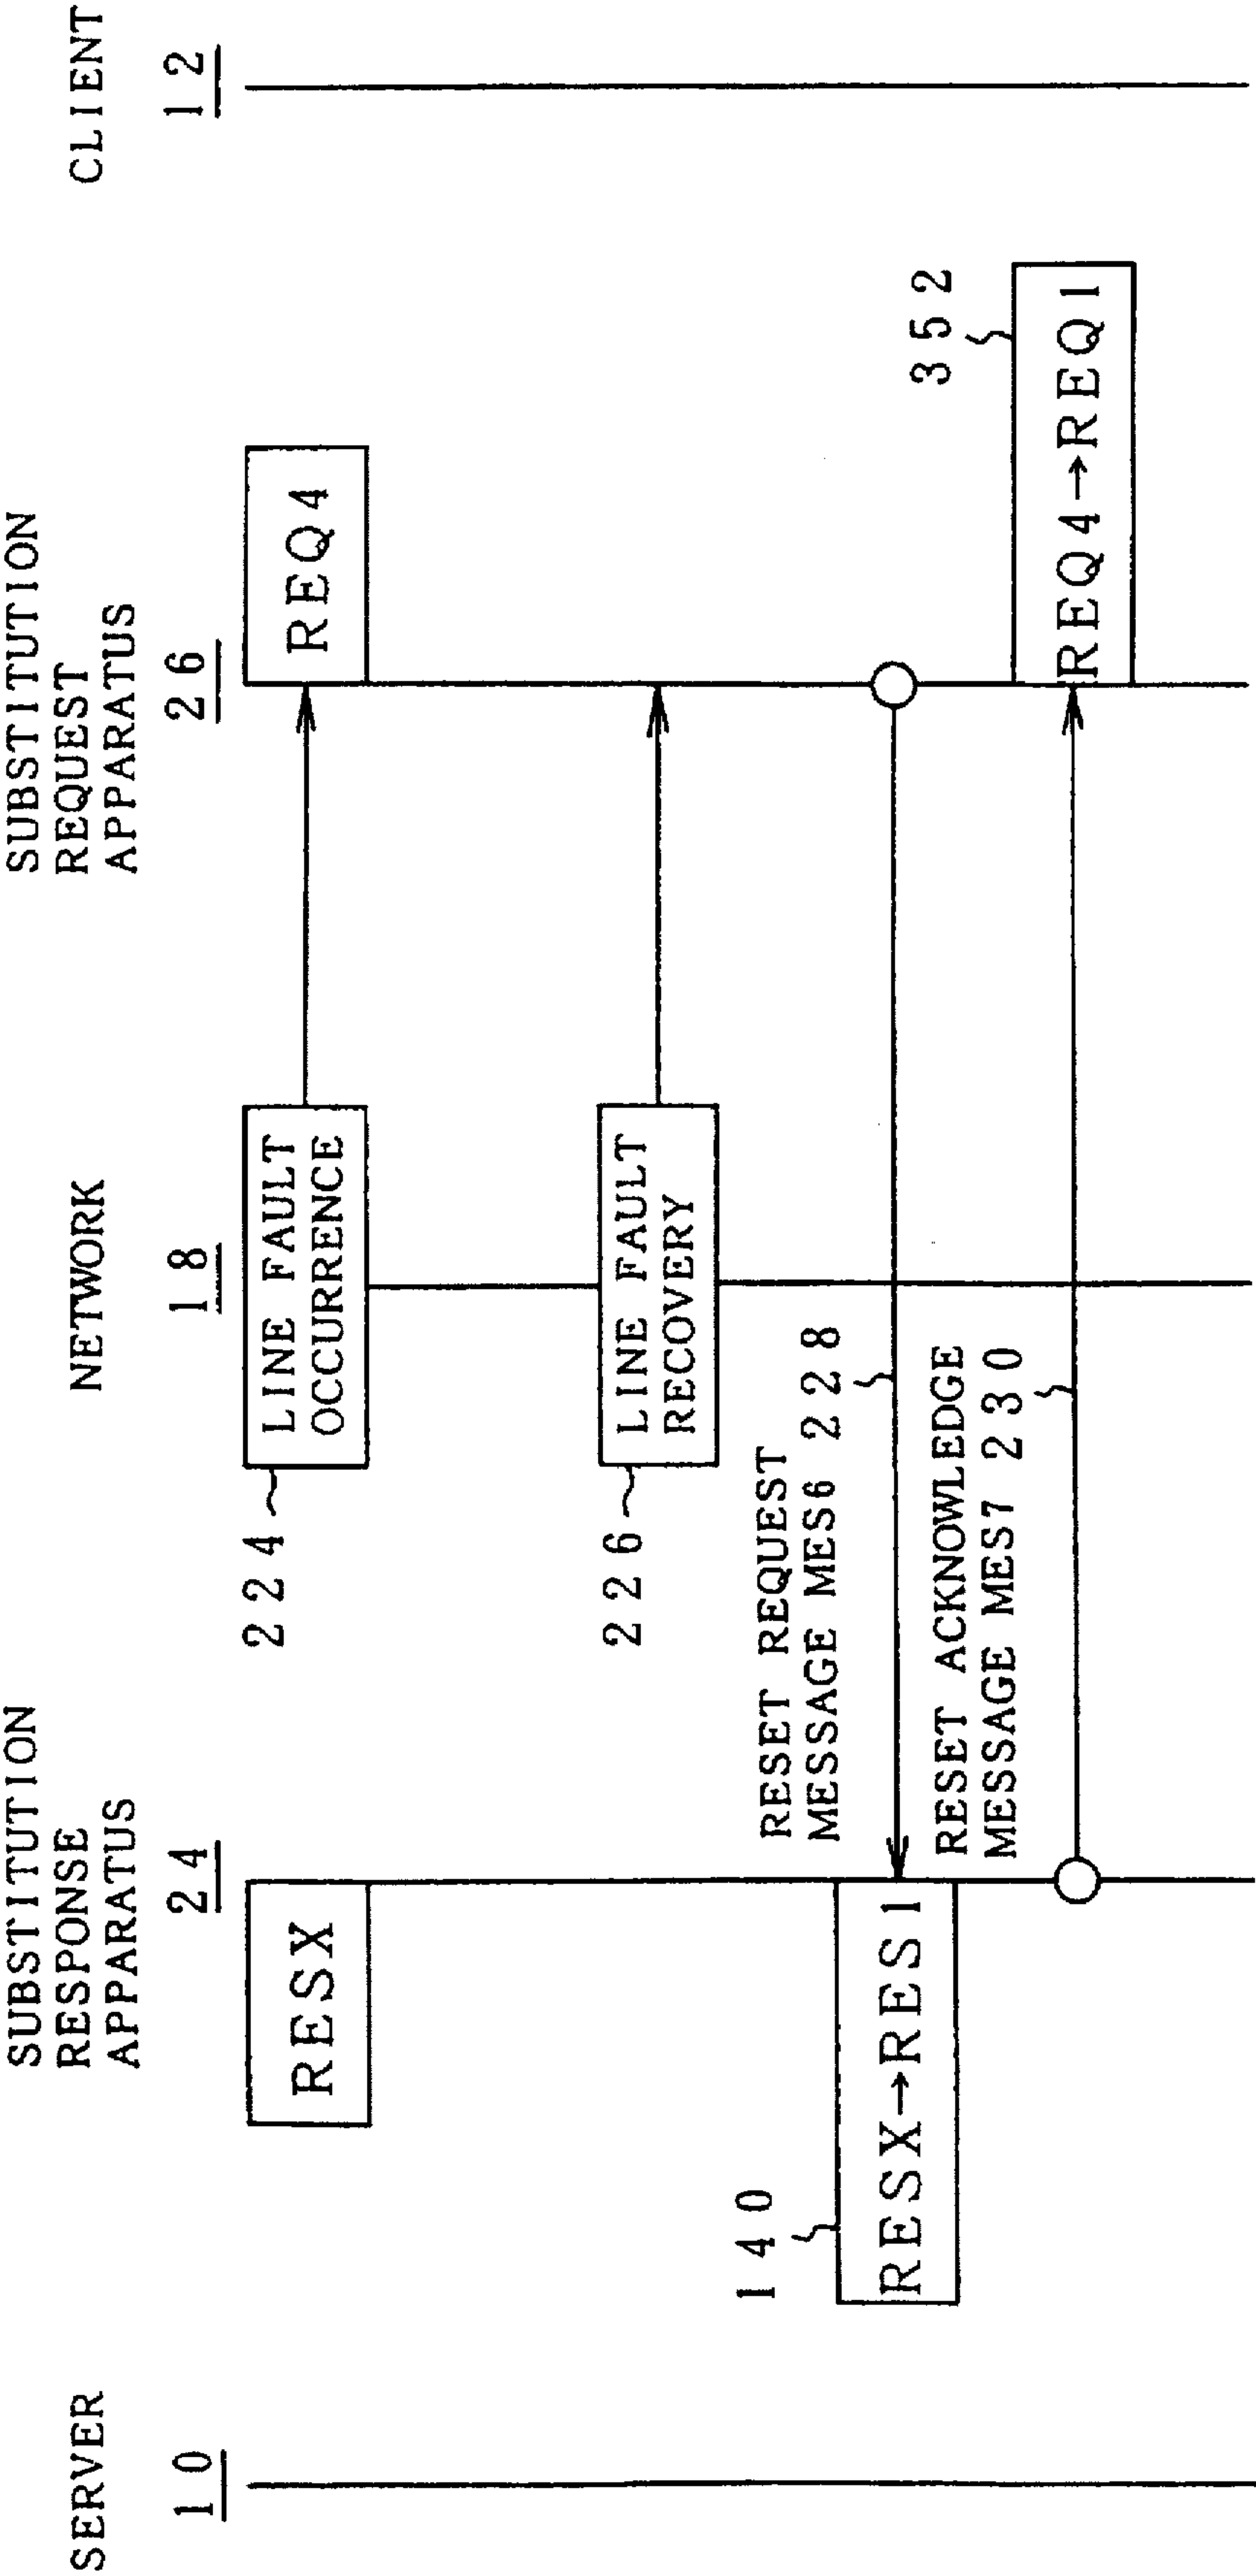 SERVER
10
SUBSTITUTION
RESPONSE
APPARATUS
24
NETWORK
18
SUBSTITUTION
REQUEST
APPARATUS
26
CLIENT
12
RESX
224
LINE FAULT
OCCURRENCE
REQ4
226
LINE FAULT
RECOVERY
140
RESX→RES1
RESET REQUEST
MESSAGE MES6 228
RESET ACKNOWLEDGE
MESSAGE MES7 230
352
REQ4→REQ1